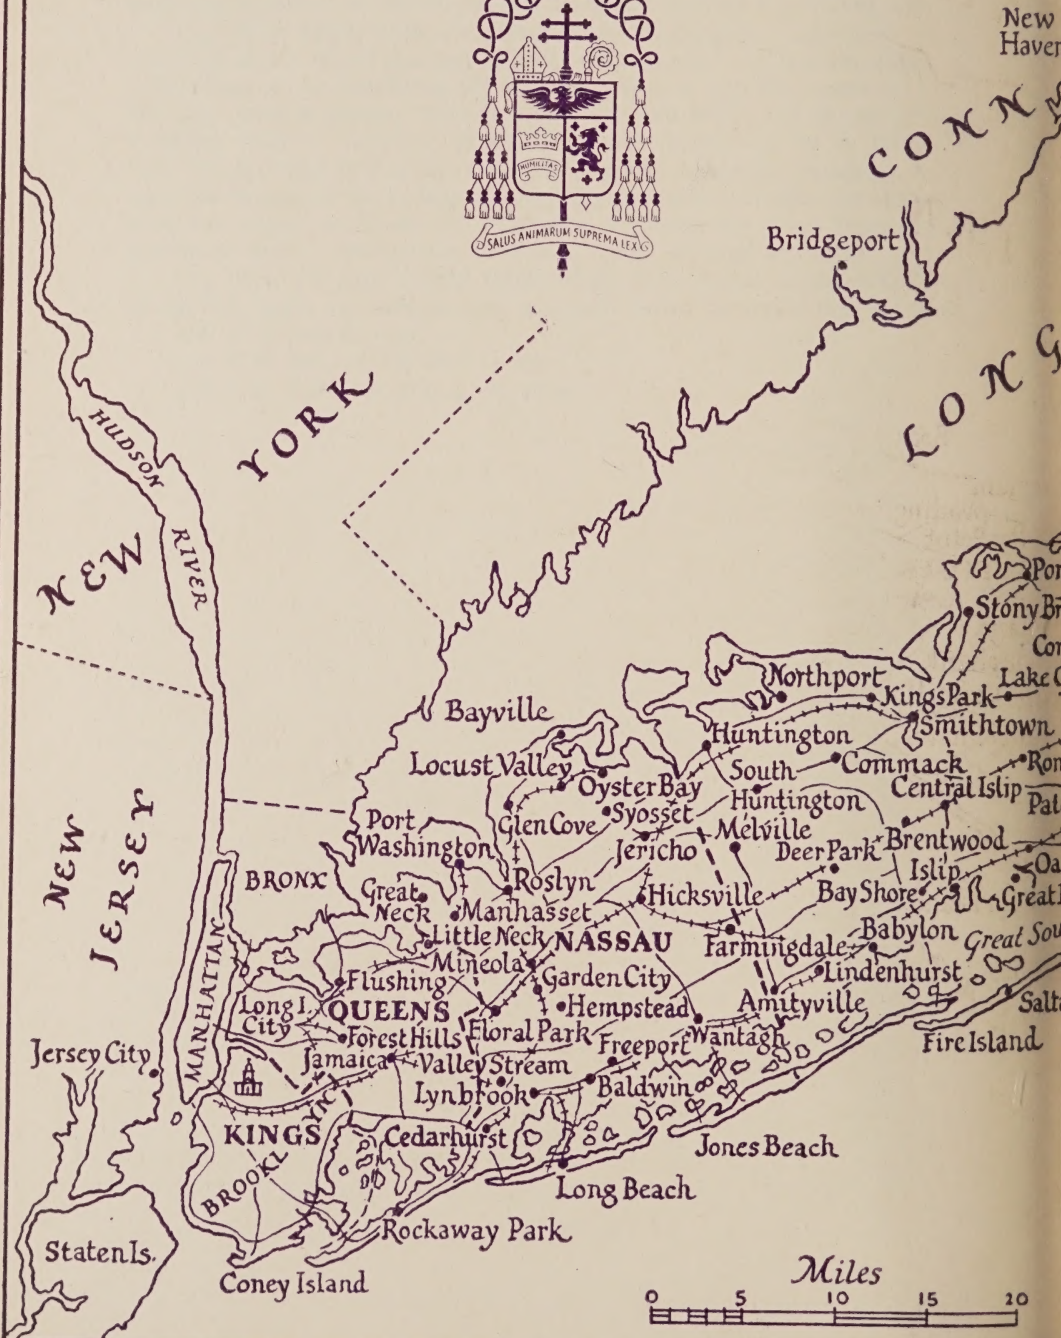 New
Haven
CONN
HUMILITAS
SALUS ANIMARUM SUPREMA LEX
Bridgeport
LONG
YORK
HUDSON
RIVER
NEW
Stony Br
Northport
Kings Park
Lake
Bayville
Smithtown
Huntington
Locust Valley
Oyster Bay
South
Huntington
Commack
Central Islip
Syosset
Glen Cove
Port
Washington
Melville
Brentwood
Jericho
Deer Park
Islip
NEW
JERSEY
BRONX
Roslyn
Great
Neck
Hicksville
Bay Shore
Manhasset
Little Neck
NASSAU
Farmingdale
Babylon
Great Sou
Mineola
Lindenhurst
Flushing
Garden City
MANHATTAN
Long I.
City
QUEENS
Hempstead
Amityville
Forest Hills
Floral Park
Wantagh
Fire Island
Jersey City
Jamaica
Valley Stream
Freeport
Lynbrook
Baldwin
KINGS
BROOKLYN
Cedarhurst
Jones Beach
Long Beach
Rockaway Park
Staten Is.
Coney Island
Miles
0 5 10 15 20